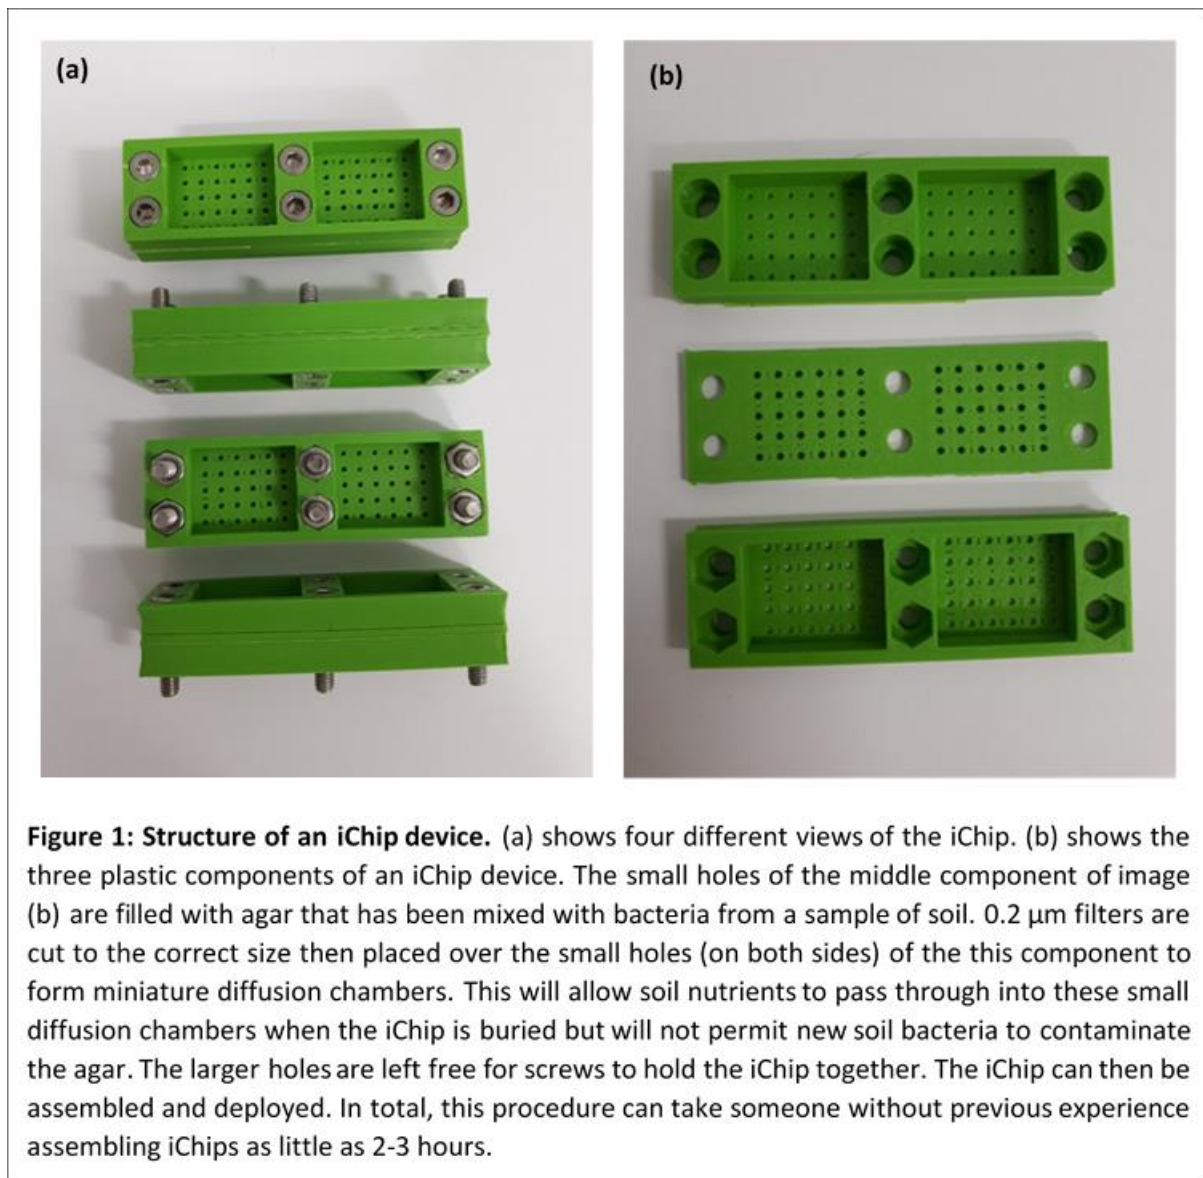 (a)
(b)
Figure 1: Structure of an iChip device. (a) shows four different views of the iChip. (b) shows the
three plastic components of an iChip device. The small holes of the middle component of image
(b) are filled with agar that has been mixed with bacteria from a sample of soil. 0.2 µm filters are
cut to the correct size then placed over the small holes (on both sides) of the this component to
form miniature diffusion chambers. This will allow soil nutrients to pass through into these small
diffusion chambers when the iChip is buried but will not permit new soil bacteria to contaminate
the agar. The larger holes are left free for screws to hold the iChip together. The iChip can then be
assembled and deployed. In total, this procedure can take someone without previous experience
assembling iChips as little as 2-3 hours.